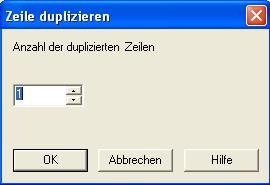 Zeile duplizieren
Anzahl der duplizierten Zeilen
1
OK
Abbrechen
Hilfe